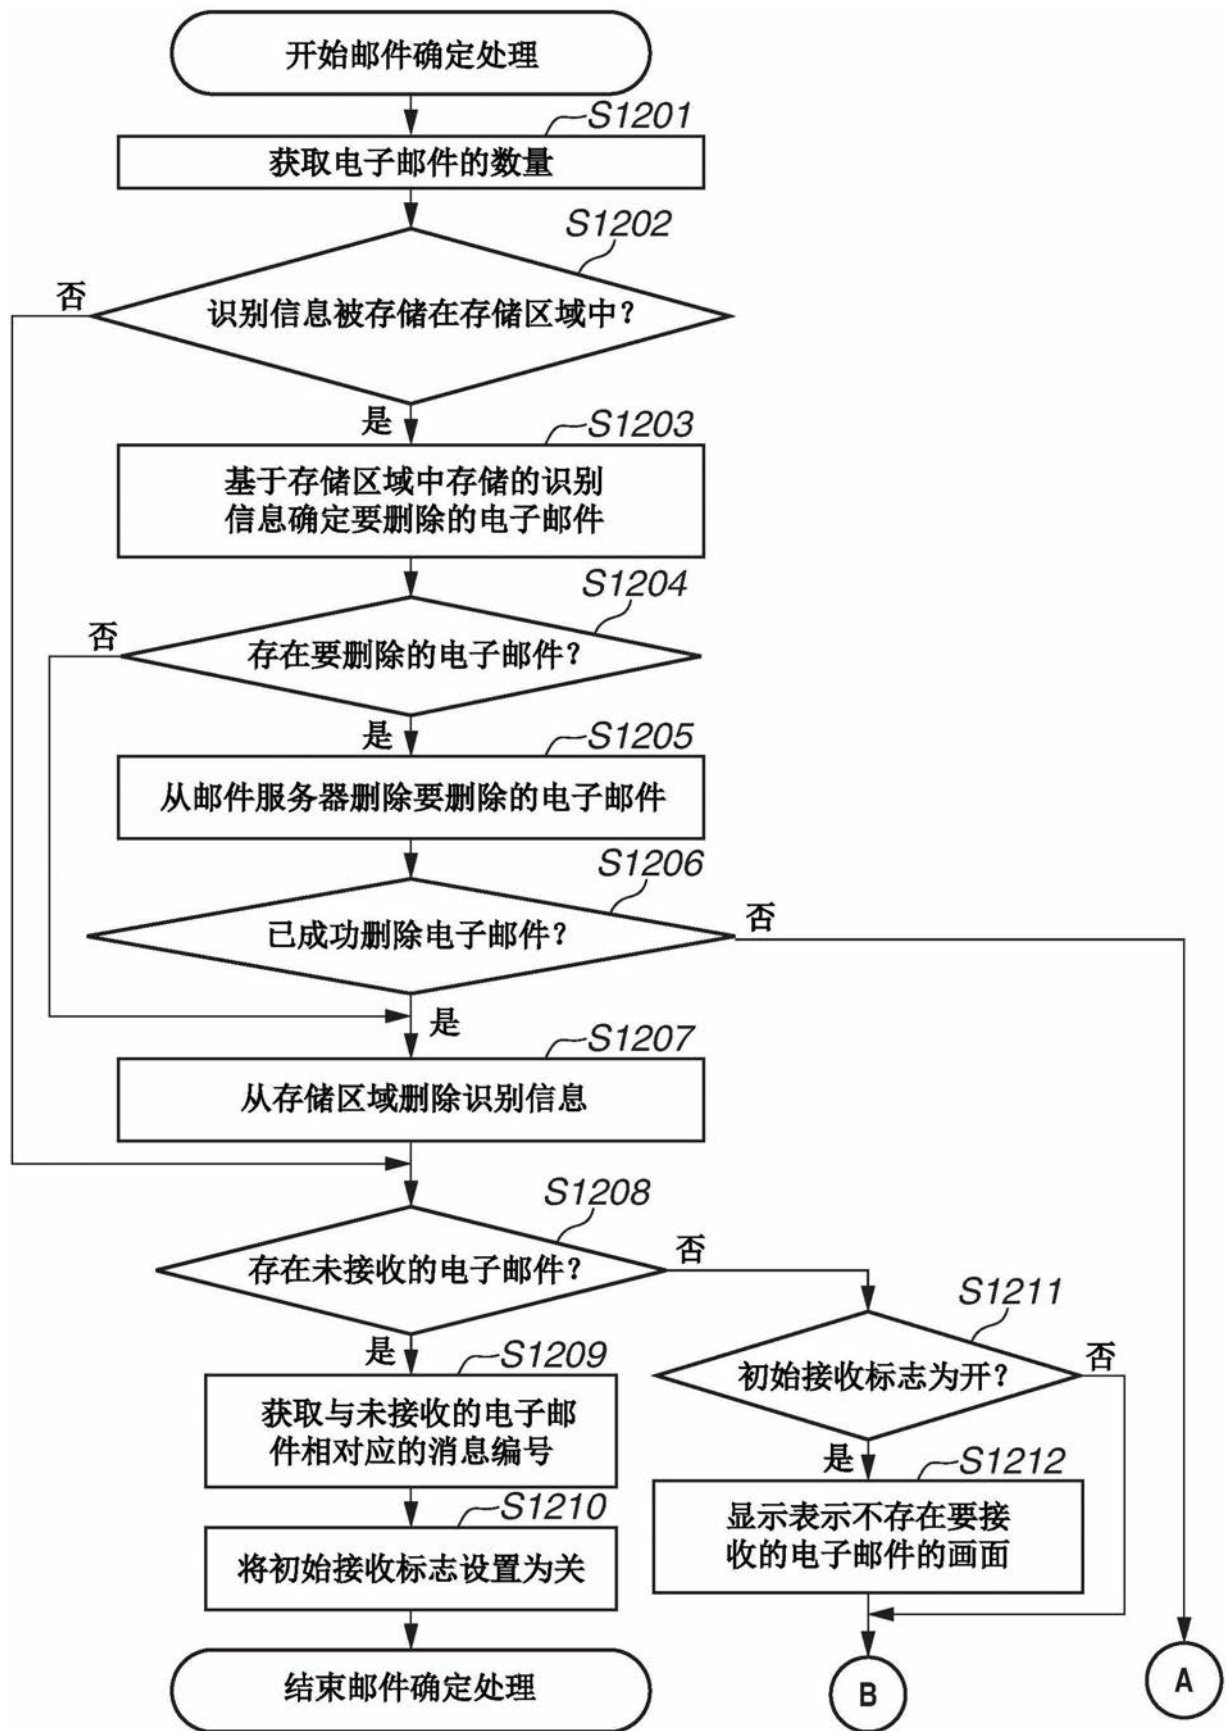 开始邮件确定处理
S1201
获取电子邮件的数量
S1202
否
识别信息被存储在存储区域中?
是
S1203
基于存储区域中存储的识别
信息确定要删除的电子邮件
S1204
否
存在要删除的电子邮件?
是
S1205
从邮件服务器删除要删除的电子邮件
S1206
否
已成功删除电子邮件?
是
S1207
从存储区域删除识别信息
S1208
否
存在未接收的电子邮件?
是
S1209
获取与未接收的电子邮
件相对应的消息编号
S1210
将初始接收标志设置为关
结束邮件确定处理
S1211
否
初始接收标志为开?
是
S1212
显示表示不存在要接
收的电子邮件的画面
B
A